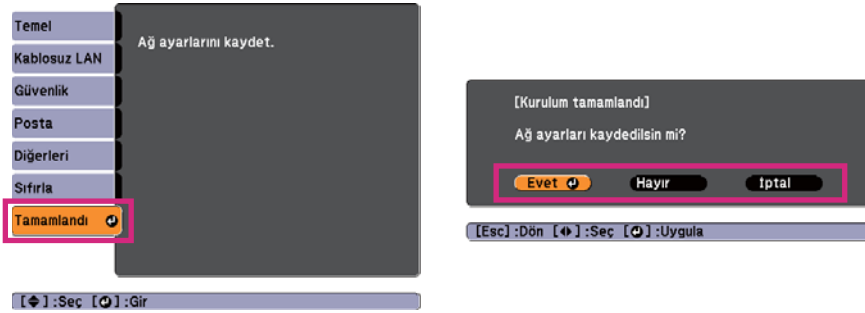 Temel
Ağ ayarlarını kaydet.
Kablosuz LAN
Güvenlik
Posta
Diğerleri
Sıfırla
Tamamlandı
[ ] :Seç [ ] :Gir
[Kurulum tamamlandı]
Ağ ayarları kaydedilsin mi?
Evet Hayır İptal
[Esc] :Dön [ ] :Seç [ ] :Uygula